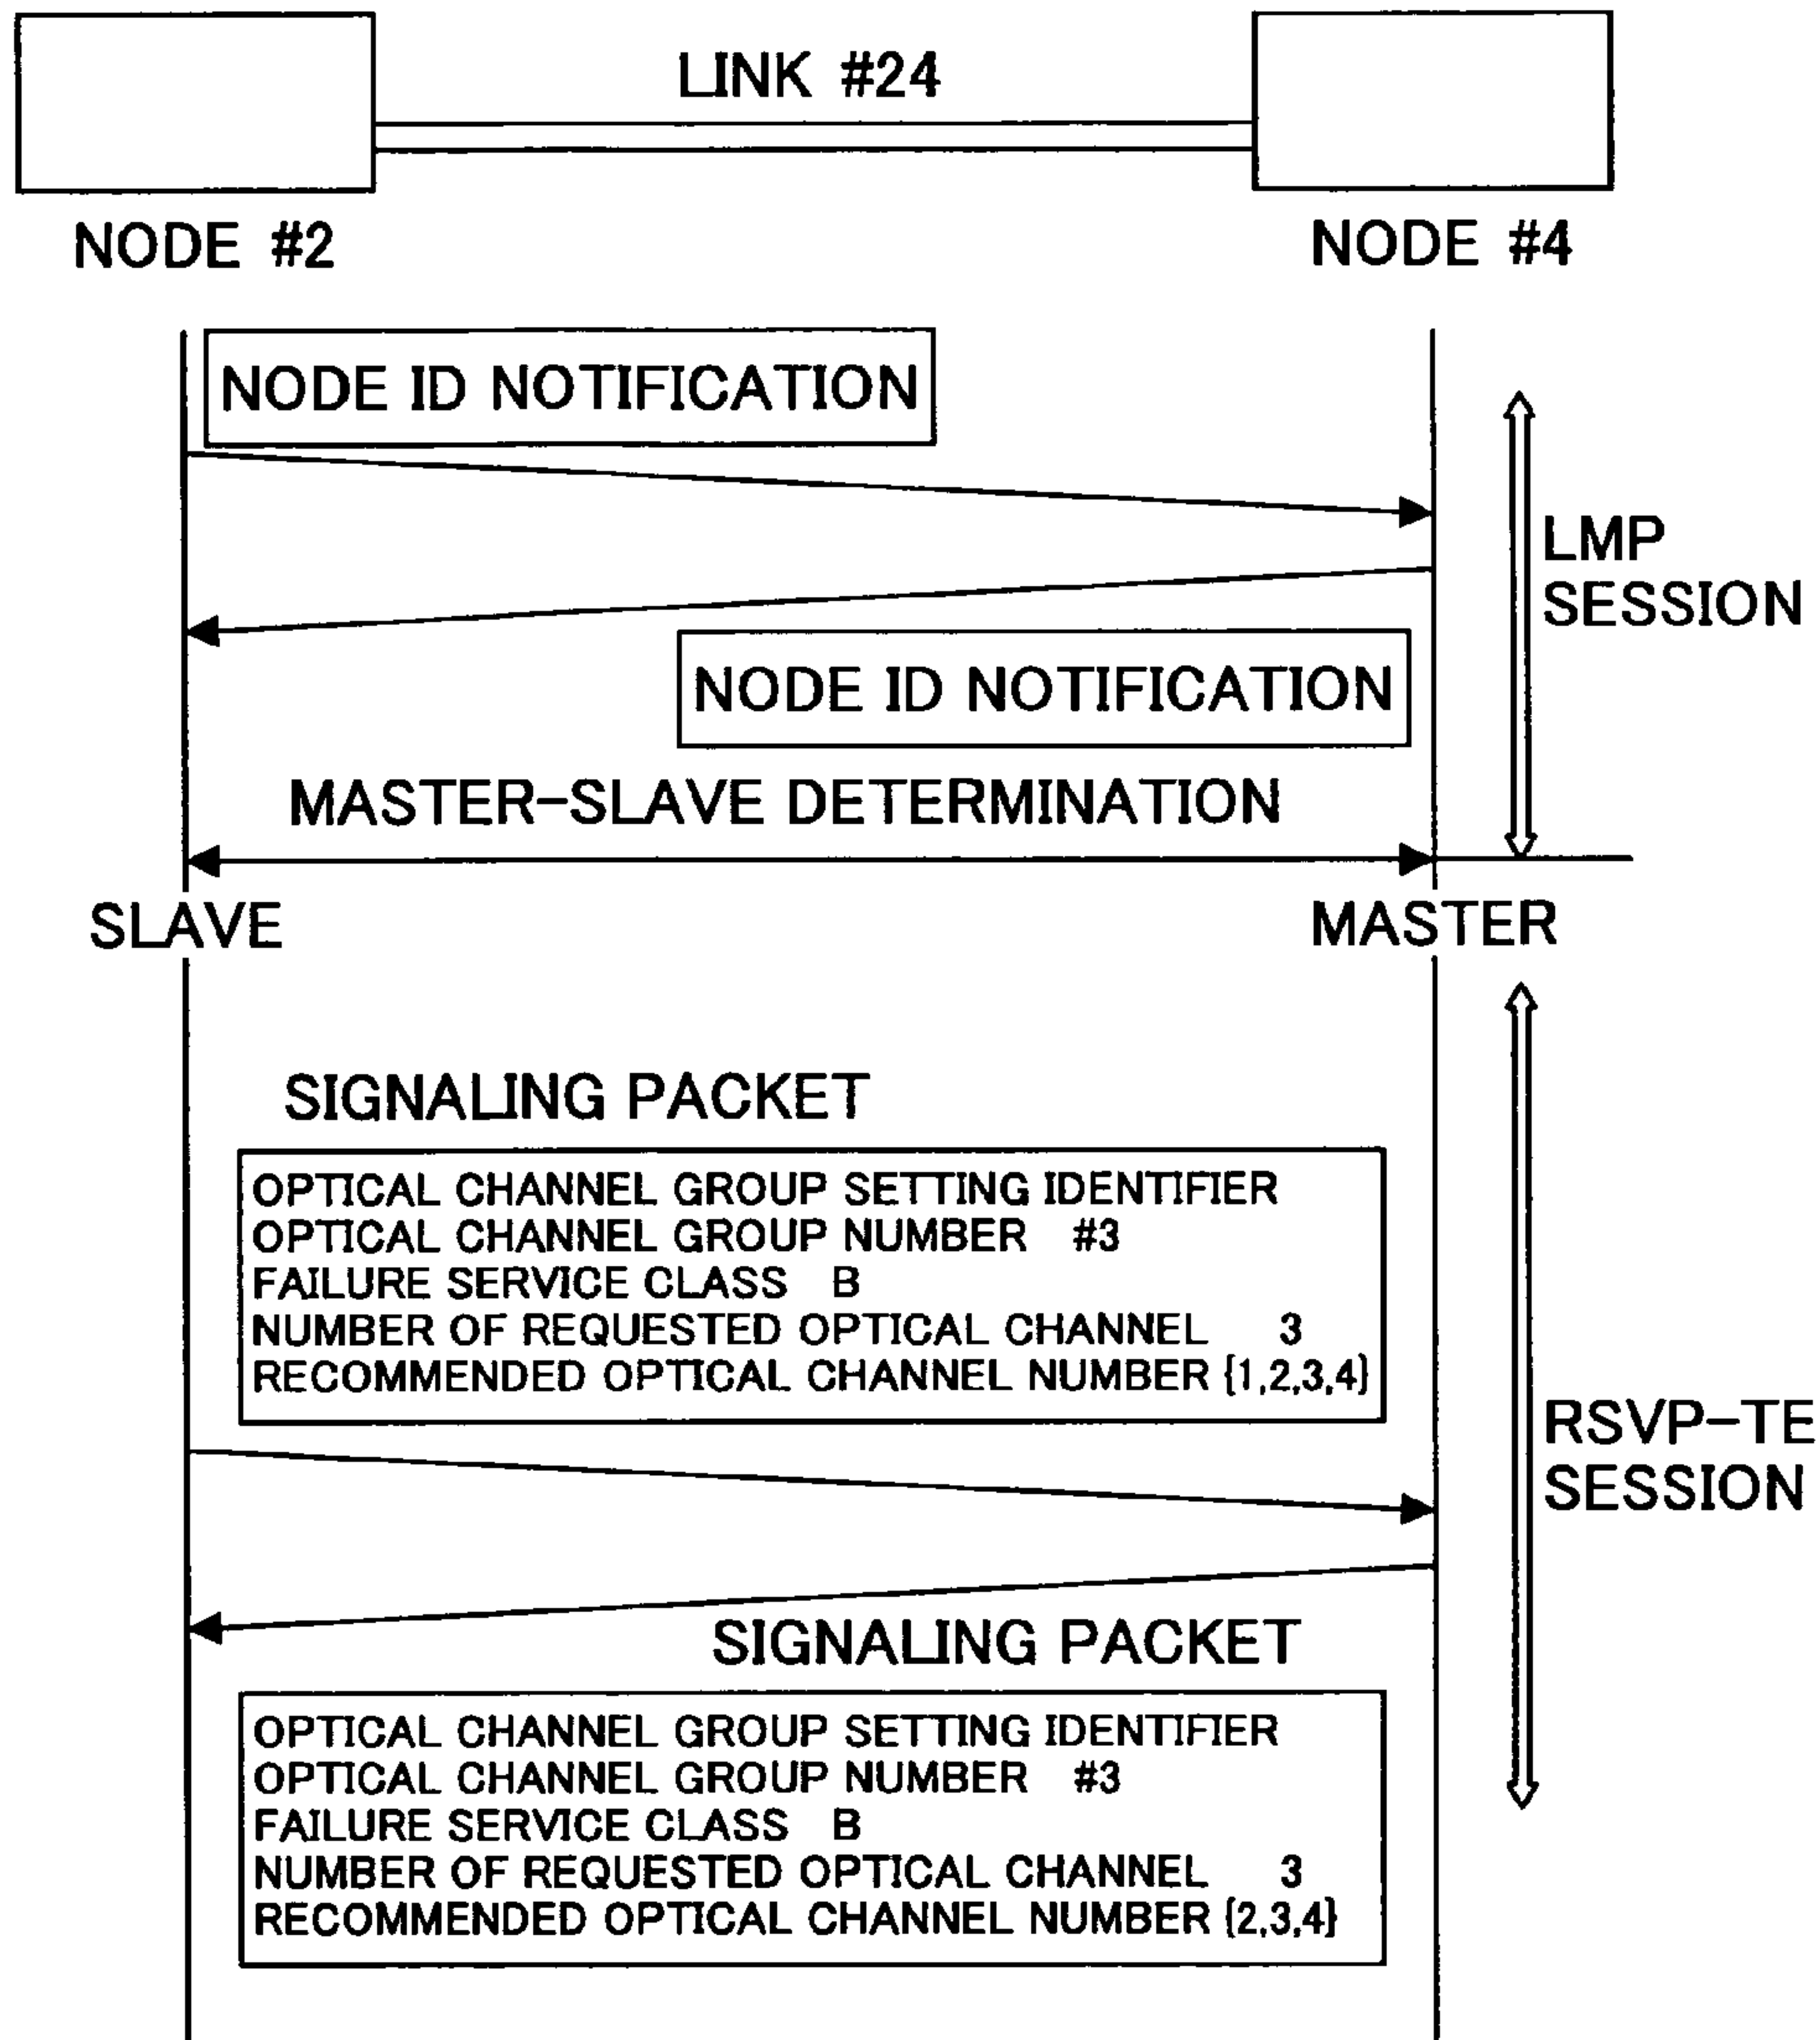 LINK #24
NODE #2
NODE #4
NODE ID NOTIFICATION
LMP
SESSION
NODE ID NOTIFICATION
MASTER-SLAVE DETERMINATION
SLAVE
MASTER
SIGNALING PACKET
OPTICAL CHANNEL GROUP SETTING IDENTIFIER
OPTICAL CHANNEL GROUP NUMBER #3
FAILURE SERVICE CLASS B
NUMBER OF REQUESTED OPTICAL CHANNEL 3
RECOMMENDED OPTICAL CHANNEL NUMBER {1,2,3,4}
RSVP-TE
SESSION
SIGNALING PACKET
OPTICAL CHANNEL GROUP SETTING IDENTIFIER
OPTICAL CHANNEL GROUP NUMBER #3
FAILURE SERVICE CLASS B
NUMBER OF REQUESTED OPTICAL CHANNEL 3
RECOMMENDED OPTICAL CHANNEL NUMBER {2,3,4}